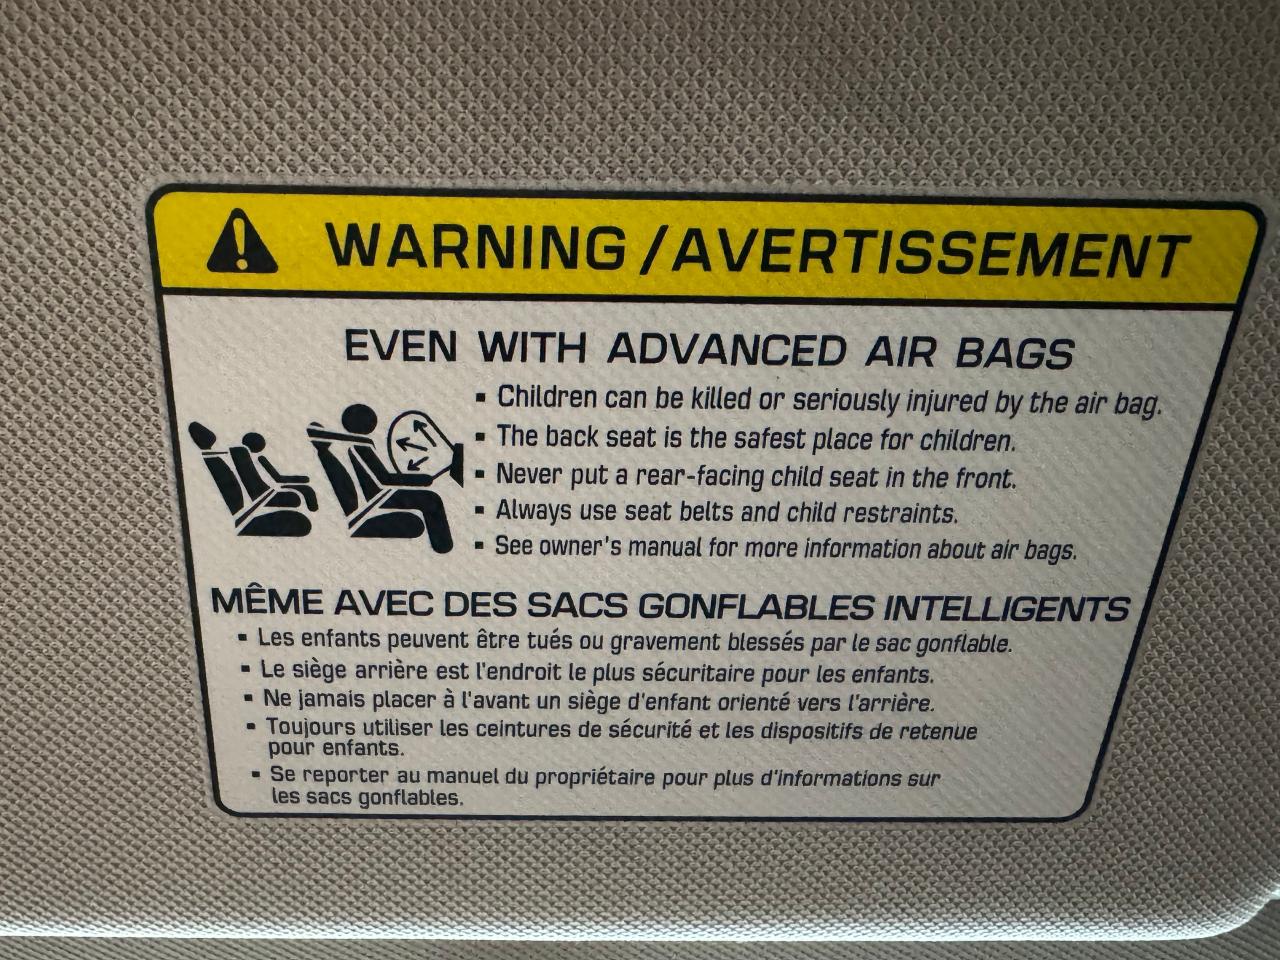 WARNING/AVERTISSEMENT
EVEN WITH ADVANCED AIR BAGS
▪ Children can be killed or seriously injured by the air bag.
▪ The back seat is the safest place for children.
▪ Never put a rear-facing child seat in the front.
▪ Always use seat belts and child restraints.
▪ See owner's manual for more information about air bags.
MÊME AVEC DES SACS GONFLABLES INTELLIGENTS
▪ Les enfants peuvent être tués ou gravement blessés par le sac gonflable.
▪ Le siège arrière est l'endroit le plus sécuritaire pour les enfants.
▪ Ne jamais placer à l'avant un siège d'enfant orienté vers l'arrière.
▪ Toujours utiliser les ceintures de sécurité et les dispositifs de retenue
pour enfants.
▪ Se reporter au manuel du propriétaire pour plus d'informations sur
les sacs gonflables.